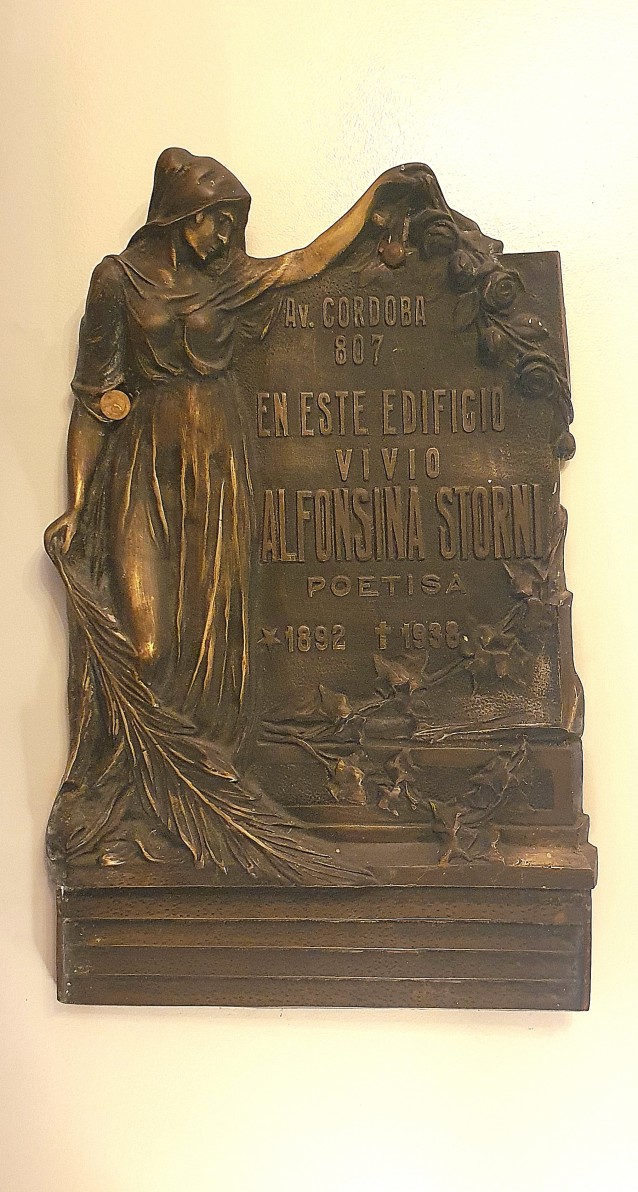 Av. CORDOBA
807
EN ESTE EDIFICIO
VIVIO
ALFONSINA STORNI
POETISA
★1892 ✝1938